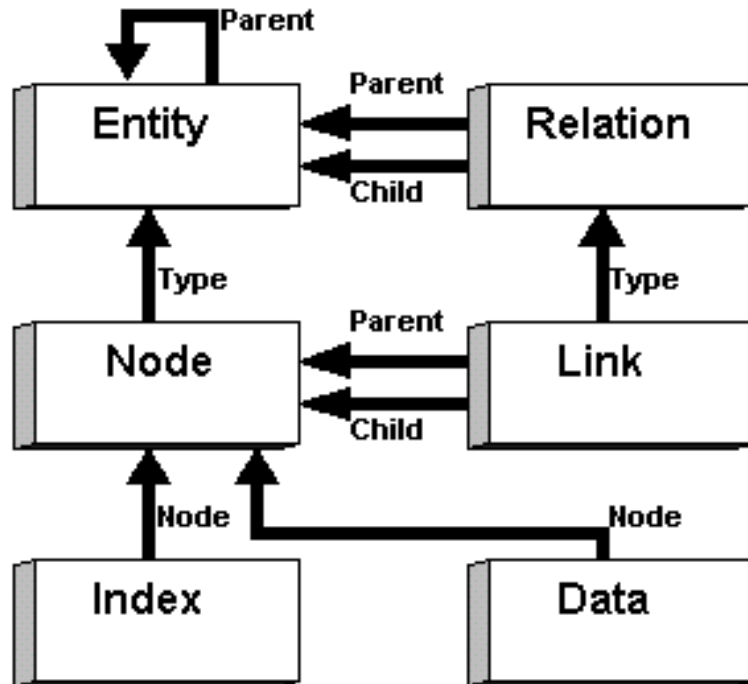 Parent
Entity
Parent
Relation
Child
Type
Type
Parent
Node
Link
Child
Node
Node
Index
Data